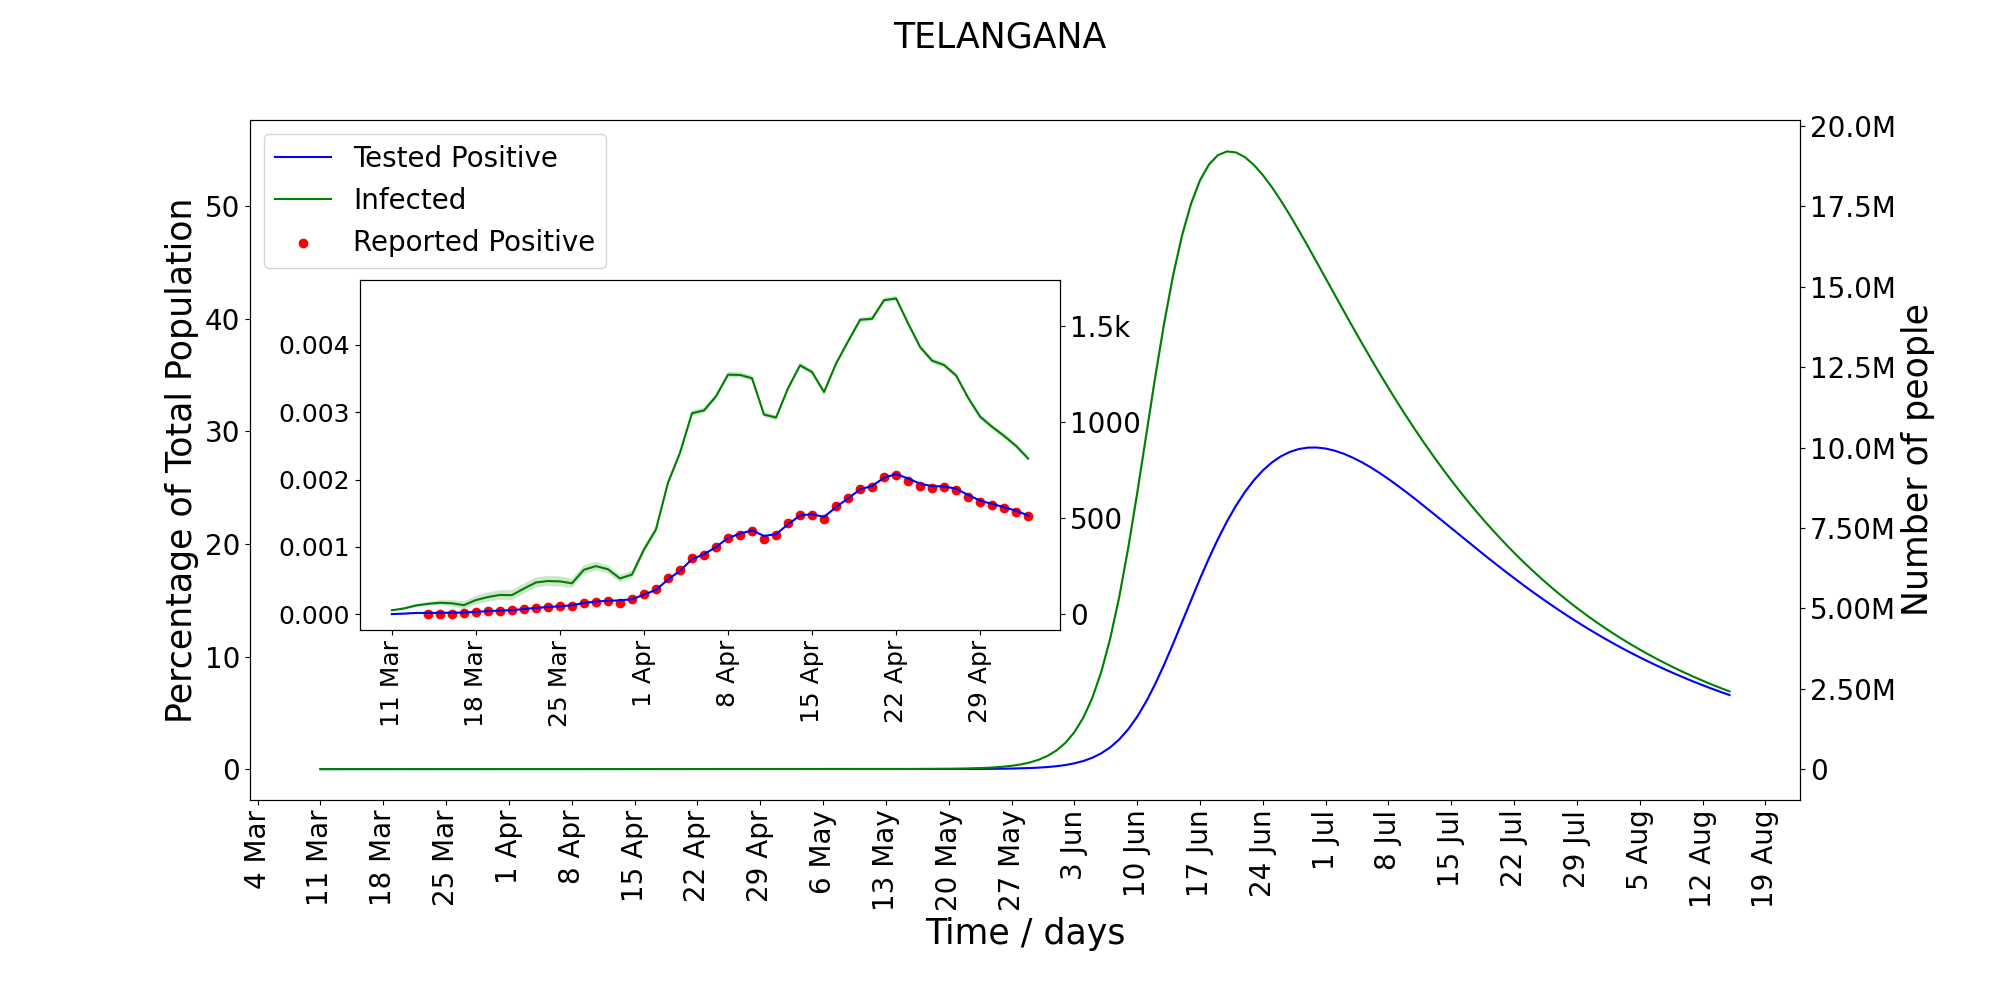 TELANGANA
Tested Positive
Infected
Reported Positive
Percentage of Total Population
50
40
30
20
10
0
20.0M
17.5M
15.0M
12.5M
10.0M
7.50M
5.00M
2.50M
0
Number of people
0.004
0.003
0.002
0.001
0.000
1.5k
1000
500
0
11 Mar
18 Mar
25 Mar
1 Apr
8 Apr
15 Apr
22 Apr
29 Apr
4 Mar
11 Mar
18 Mar
25 Mar
1 Apr
8 Apr
15 Apr
22 Apr
29 Apr
6 May
13 May
20 May
27 May
3 Jun
10 Jun
17 Jun
24 Jun
1 Jul
8 Jul
15 Jul
22 Jul
29 Jul
5 Aug
12 Aug
19 Aug
Time / days